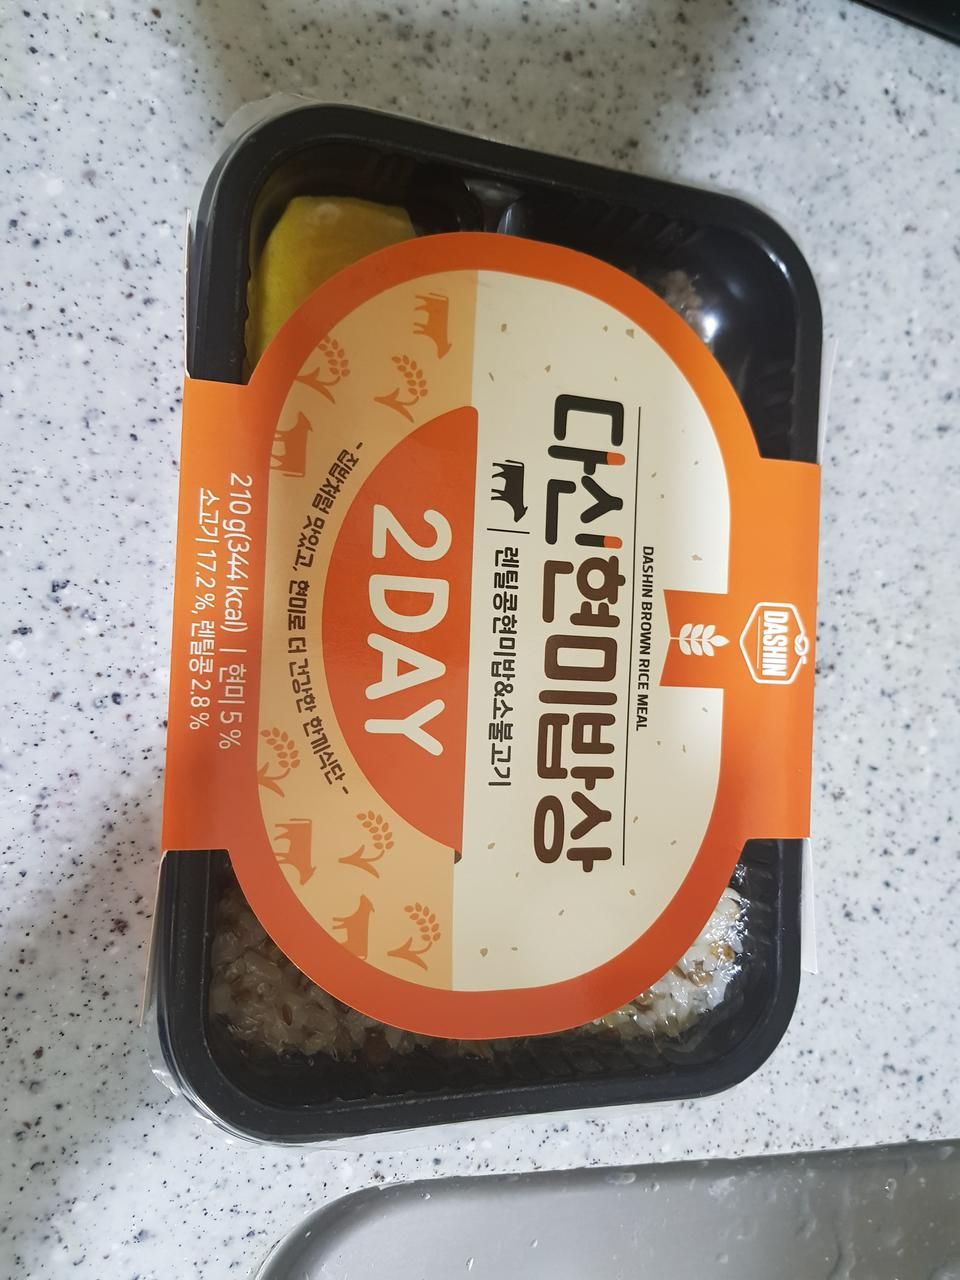 DASHIN
DASHIN BROWN RICE MEAL
다신현미밥상
렌틸콩현미밥&소불고기
2DAY
- 집밥처럼 맛있고, 현미로 더 건강한 한끼식단 -
210 g(344 kcal) | 현미 5 %
소고기 17.2 %, 렌틸콩 2.8 %